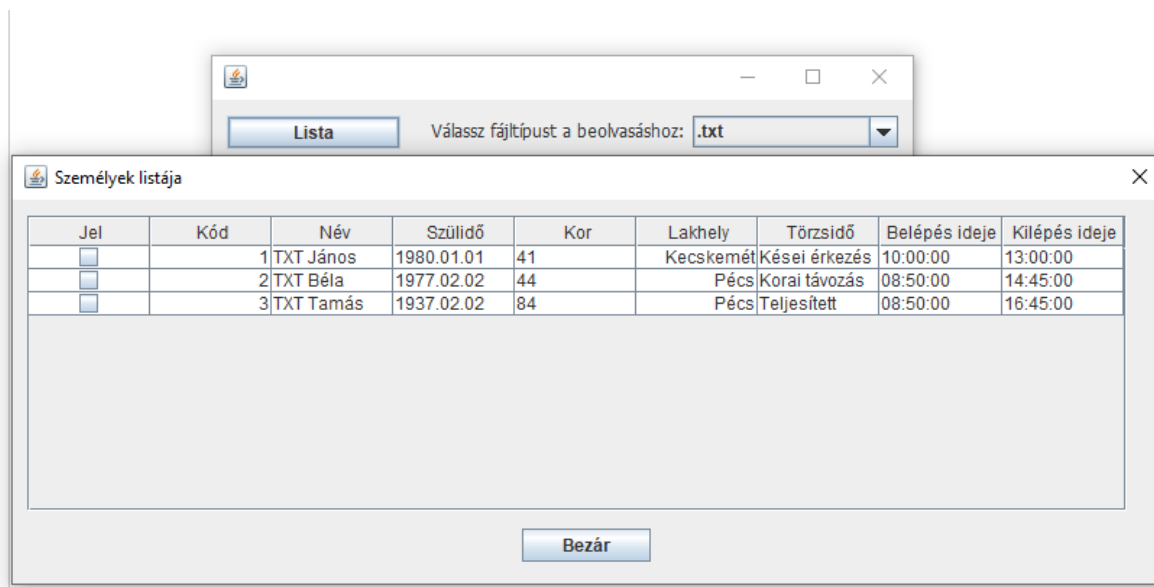 Lista Válassz fájltípust a beolvasáshoz: .txt
Személyek listája
Jel Kód Név Szülidő Kor Lakhely Törzsidő Belépés ideje Kilépés ideje
1 TXT János 1980.01.01 41 Kecskemét Kései érkezés 10:00:00 13:00:00
2 TXT Béla 1977.02.02 44 Pécs Korai távozás 08:50:00 14:45:00
3 TXT Tamás 1937.02.02 84 Pécs Teljesített 08:50:00 16:45:00
Bezár